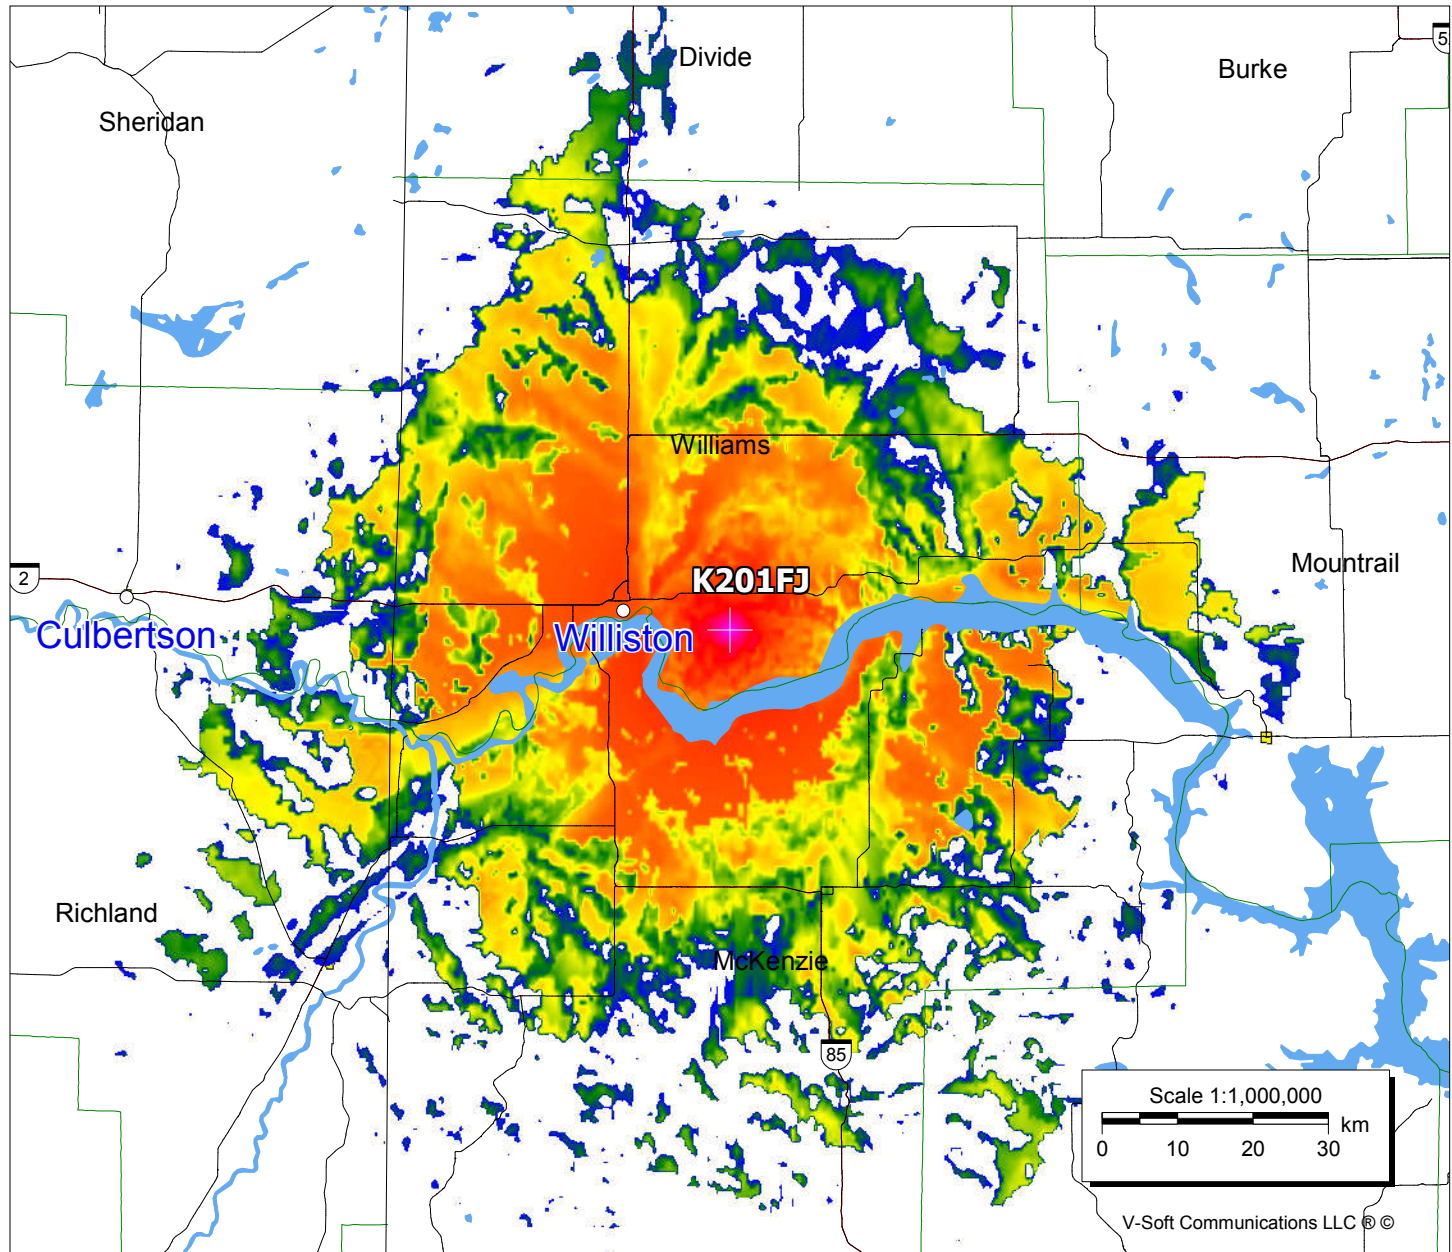 5
Divide
Burke
Sheridan
Williams
Mountrail
2
K201FJ
Culbertson
Williston
Richland
McKenzie
85
Scale 1:1,000,000
km
0 10 20 30
V-Soft Communications LLC ® ©